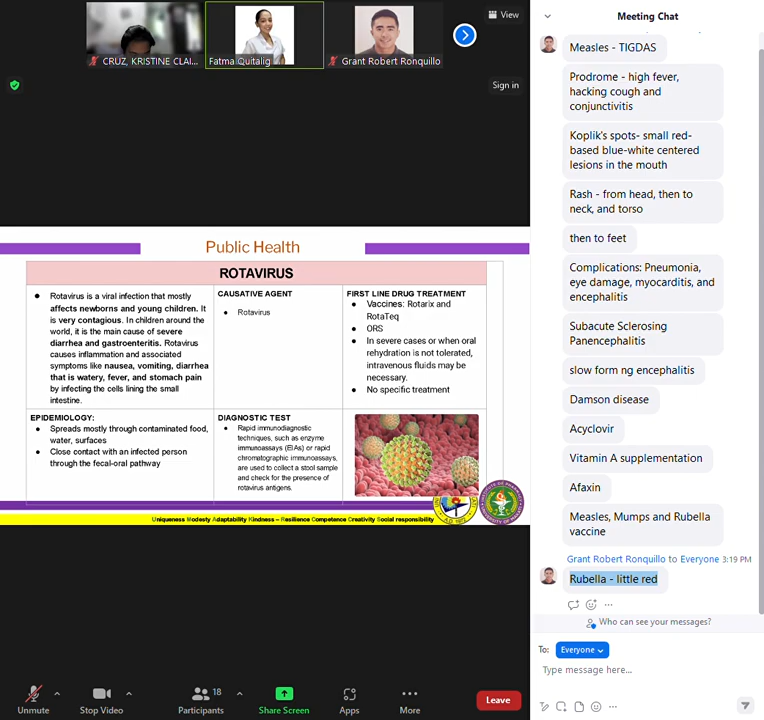 View
CRUZ, KRISTINE CLAI...
Fatma Quitalig
Grant Robert Ronquillo
Sign in
Public Health
ROTAVIRUS
Rotavirus is a viral infection that mostly
affects newborns and young children. It
is very contagious. In children around the
world, it is the main cause of severe
diarrhea and gastroenteritis. Rotavirus
causes inflammation and associated
symptoms like nausea, vomiting, diarrhea
that is watery, fever, and stomach pain
by infecting the cells lining the small
intestine.
CAUSATIVE AGENT
Rotavirus
FIRST LINE DRUG TREATMENT
Vaccines: Rotarix and
RotaTeq
ORS
In severe cases or when oral
rehydration is not tolerated,
intravenous fluids may be
necessary.
No specific treatment
EPIDEMIOLOGY:
Spreads mostly through contaminated food,
water, surfaces
Close contact with an infected person
through the fecal-oral pathway
DIAGNOSTIC TEST
Rapid immunodiagnostic
techniques, such as enzyme
immunoassays (EIAs) or rapid
chromatographic immunoassays,
are used to collect a stool sample
and check for the presence of
rotavirus antigens.
Uniqueness Modesty Adaptability Kindness – Resilience Competence Creativity Social responsibility
Unmute
Stop Video
18
Participants
Share Screen
Apps
More
Leave
Meeting Chat
Measles - TIGDAS
Prodrome - high fever,
hacking cough and
conjunctivitis
Koplik's spots- small red-
based blue-white centered
lesions in the mouth
Rash - from head, then to
neck, and torso
then to feet
Complications: Pneumonia,
eye damage, myocarditis, and
encephalitis
Subacute Sclerosing
Panencephalitis
slow form ng encephalitis
Damson disease
Acyclovir
Vitamin A supplementation
Afaxin
Measles, Mumps and Rubella
vaccine
Grant Robert Ronquillo to Everyone 3:19 PM
Rubella - little red
Who can see your messages?
To: Everyone
Type message here...